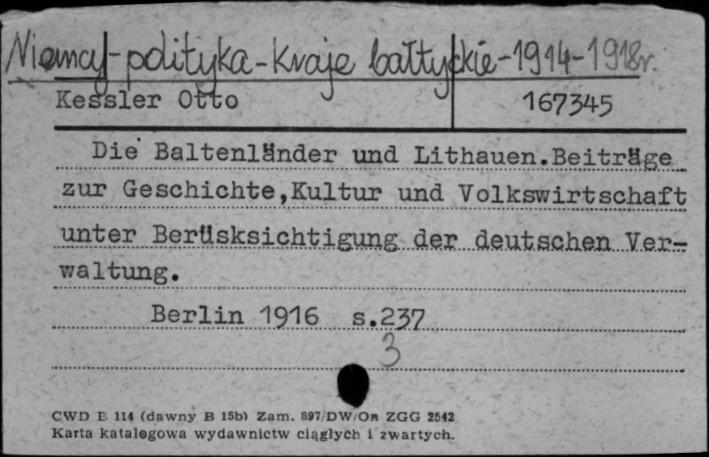 Niemcy-polityka-Kraje bałtyckie-1914-1918r.
Kessler Otto 167345
Die Baltenländer und Lithauen.Beiträge
zur Geschichte,Kultur und Volkswirtschaft
unter Berüsksichtigung der deutschen Ver-
waltung.
Berlin 1916 s.237
3
CWD E 114 (dawny B 15b) Zam. 897/DW/Om ZGG 2542
Karta katalogowa wydawnictw ciągłych i zwartych.